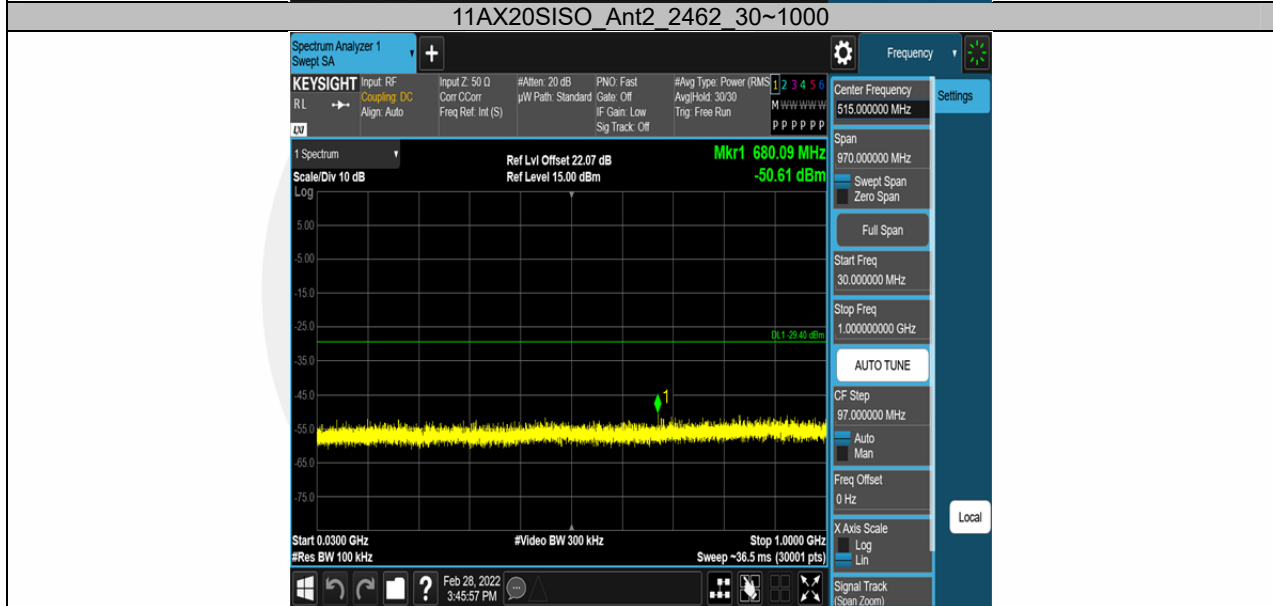 11AX20SISO_Ant2_2462_30~1000
Spectrum Analyzer 1
Swept SA
+
Frequency
KEYSIGHT
RL
LXI
Input: RF
Coupling: DC
Align: Auto
Input Z: 50 Ω
Corr CCorr
Freq Ref: Int (S)
#Atten: 20 dB
µW Path: Standard
PNO: Fast
Gate: Off
IF Gain: Low
Sig Track: Off
#Avg Type: Power (RMS
Avg|Hold: 30/30
Trig: Free Run
1 2 3 4 5 6
M W W W W W
P P P P P P
Center Frequency
515.000000 MHz
Settings
1 Spectrum
Scale/Div 10 dB
Ref Lvl Offset 22.07 dB
Ref Level 15.00 dBm
Mkr1 680.09 MHz
-50.61 dBm
Span
970.000000 MHz
Swept Span
Zero Span
Full Span
Start Freq
30.000000 MHz
Stop Freq
1.000000000 GHz
AUTO TUNE
CF Step
97.000000 MHz
Auto
Man
Freq Offset
0 Hz
X Axis Scale
Log
Lin
Signal Track
(Span Zoom)
Local
Log
5.00
-5.00
-15.0
-25.0
DL1 -29.40 dBm
-35.0
-45.0
1
-55.0
-65.0
-75.0
Start 0.0300 GHz
#Res BW 100 kHz
#Video BW 300 kHz
Stop 1.0000 GHz
Sweep ~36.5 ms (30001 pts)
?
Feb 28, 2022
3:45:57 PM